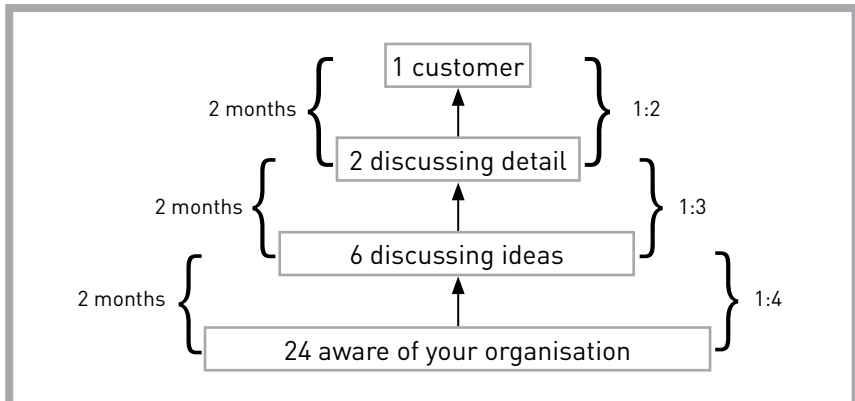 1 customer
2 months
1:2
2 discussing detail
2 months
1:3
6 discussing ideas
2 months
1:4
24 aware of your organisation